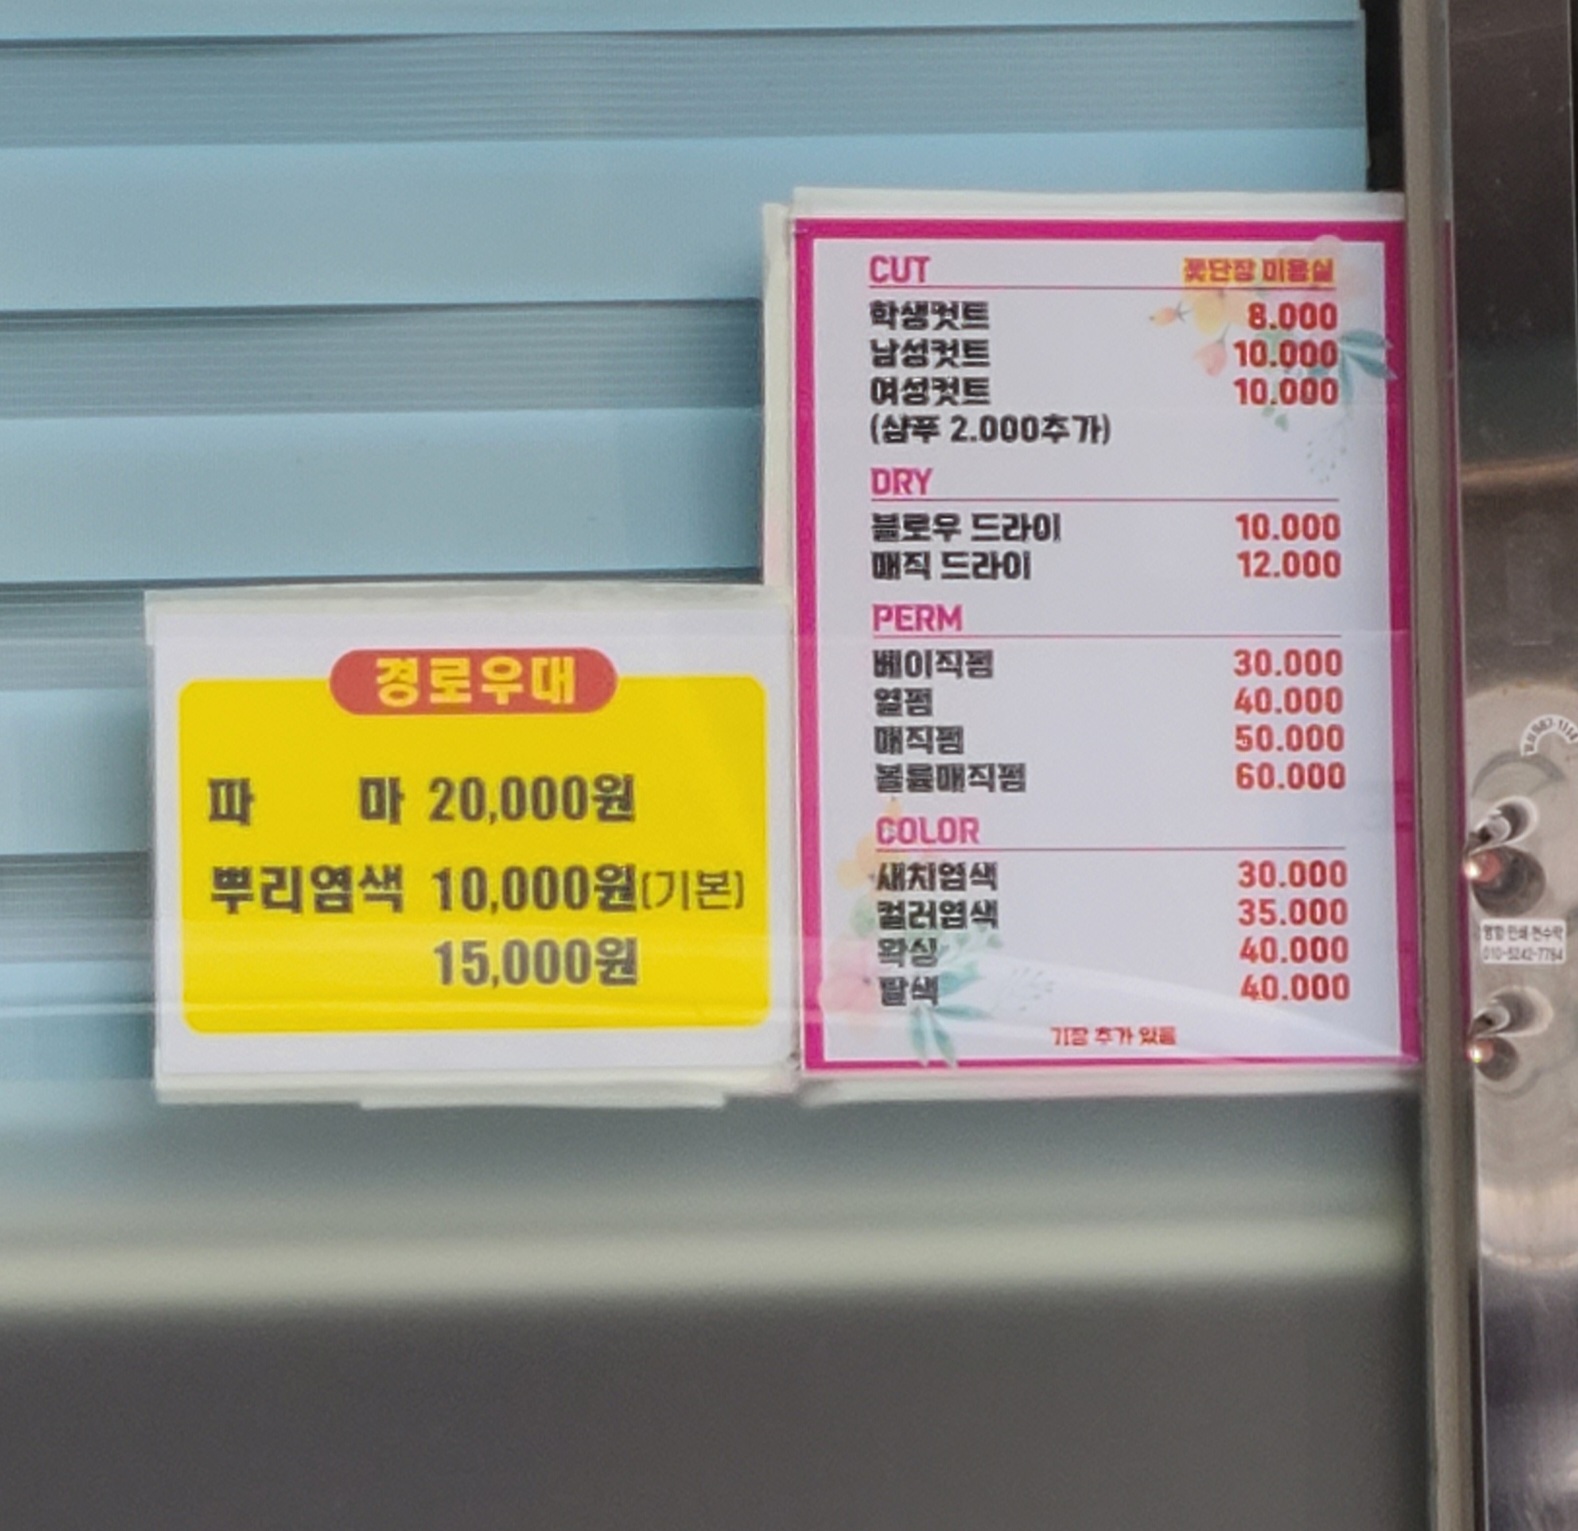 경로우대
파 마 20,000원
뿌리염색 10,000원(기본)
15,000원
CUT 꽃단장 미용실
학생컷트 8.000
남성컷트 10.000
여성컷트 10.000
(샴푸 2.000추가)
DRY
블로우 드라이 10.000
매직 드라이 12.000
PERM
베이직펌 30.000
열펌 40.000
매직펌 50.000
볼륨매직펌 60.000
COLOR
새치염색 30.000
컬러염색 35.000
왁싱 40.000
탈색 40.000
기장 추가 있음
010-5242-7784